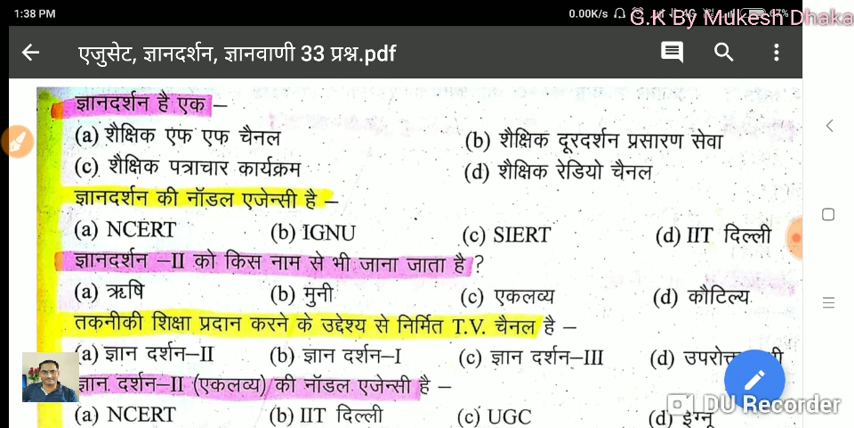 1:38 PM 0.00K/s 4G 67%
G.K By Mukesh Dhaka
एजुसेट, ज्ञानदर्शन, ज्ञानवाणी 33 प्रश्न.pdf
ज्ञानदर्शन है एक –
(a) शैक्षिक एफ एफ चैनल (b) शैक्षिक दूरदर्शन प्रसारण सेवा
(c) शैक्षिक पत्राचार कार्यक्रम (d) शैक्षिक रेडियो चैनल
ज्ञानदर्शन की नॉडल एजेन्सी है –
(a) NCERT (b) IGNU (c) SIERT (d) IIT दिल्ली
ज्ञानदर्शन –II को किस नाम से भी जाना जाता है ?
(a) ऋषि (b) मुनी (c) एकलव्य (d) कौटिल्य
तकनीकी शिक्षा प्रदान करने के उद्देश्य से निर्मित T.V. चैनल है –
(a) ज्ञान दर्शन–II (b) ज्ञान दर्शन–I (c) ज्ञान दर्शन–III (d)
ज्ञान दर्शन–II (एकलव्य) की नॉडल एजेन्सी है –
(a) NCERT (b) IIT दिल्ली (c) UGC (d) इग्नू
DU Recorder